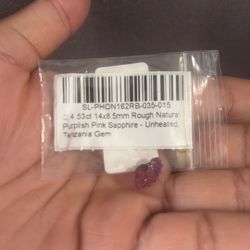 SL-PHON162RB-035-015
4.53ct 14x8.5mm Rough Natural
Purplish Pink Sapphire - Unheated,
Tanzania Gem